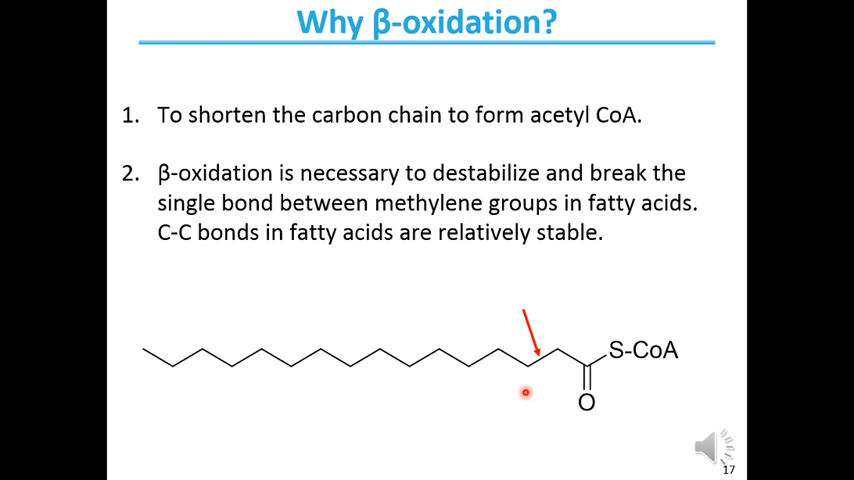 Why β-oxidation?
1. To shorten the carbon chain to form acetyl CoA.
2. β-oxidation is necessary to destabilize and break the
single bond between methylene groups in fatty acids.
C-C bonds in fatty acids are relatively stable.
S-CoA
O
17